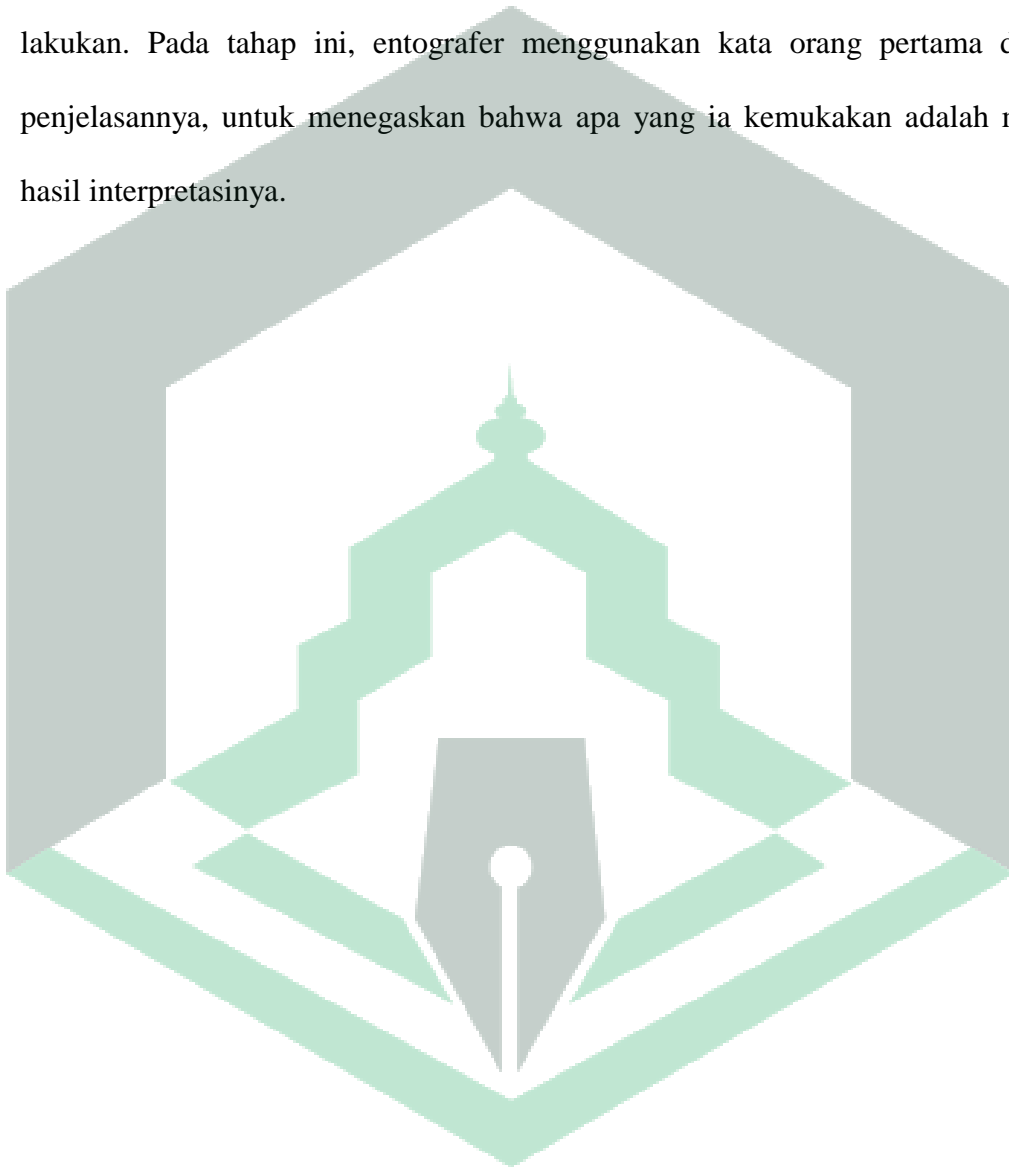 lakukan. Pada tahap ini, entografer menggunakan kata orang pertama
penjelasannya, untuk menegaskan bahwa apa yang ia kemukakan adalah
hasil interpretasinya.